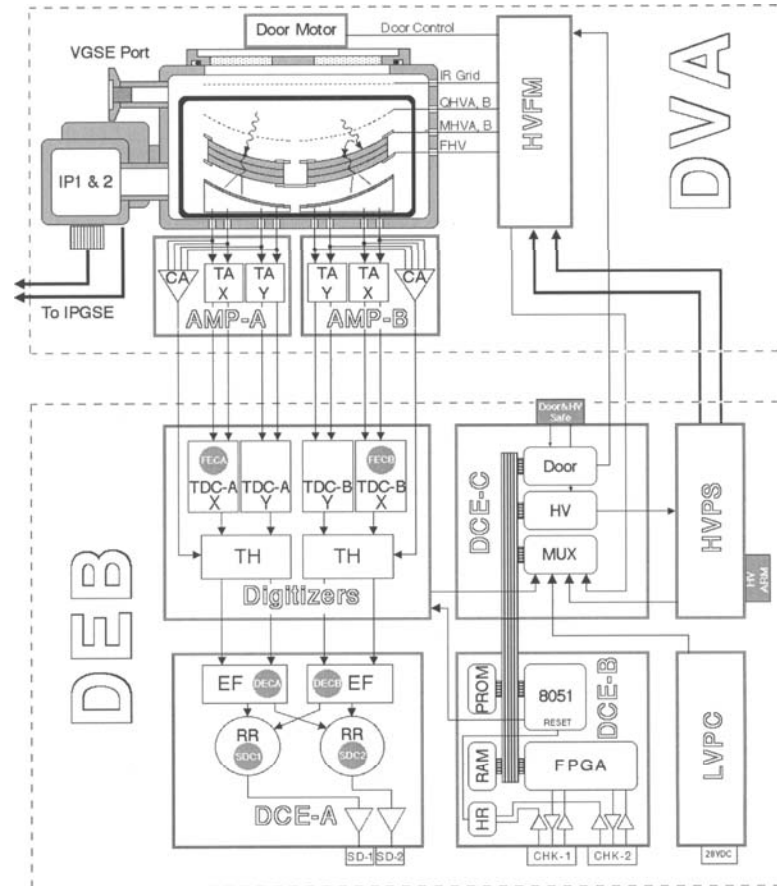 Door Motor
Door Control
VGSE Port
IR Grid
QHVA, B
MHVA, B
FHV
HVFM
DVA
IP1 & 2
To IPGSE
CA
TA X
TA Y
TA Y
TA X
CA
AMP-A
AMP-B
Door&HV Safe
FECA
FECB
TDC-A X
TDC-A Y
TDC-B Y
TDC-B X
TH
TH
Digitizers
DCE-C
Door
HV
MUX
HVPS
HV ARM
DEB
EF
DECA
DECB
EF
RR
SDC1
RR
SDC2
DCE-A
SD-1
SD-2
PROM
8051
RESET
DCE-B
RAM
FPGA
HR
CHK-1
CHK-2
LVPC
28VDC